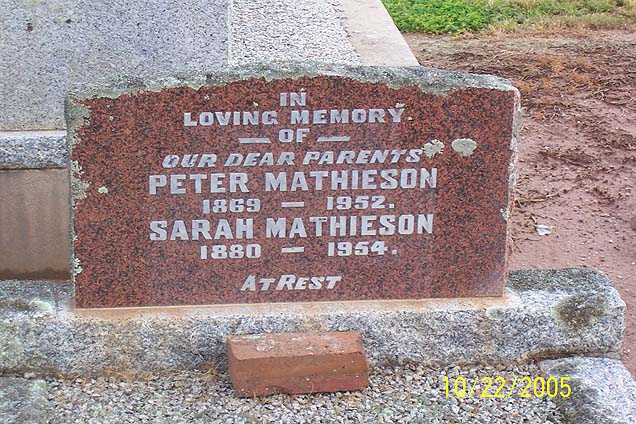 IN
LOVING MEMORY
— OF —
OUR DEAR PARENTS
PETER MATHIESON
1869 — 1952.
SARAH MATHIESON
1880 — 1954.
AT REST
10/22/2005